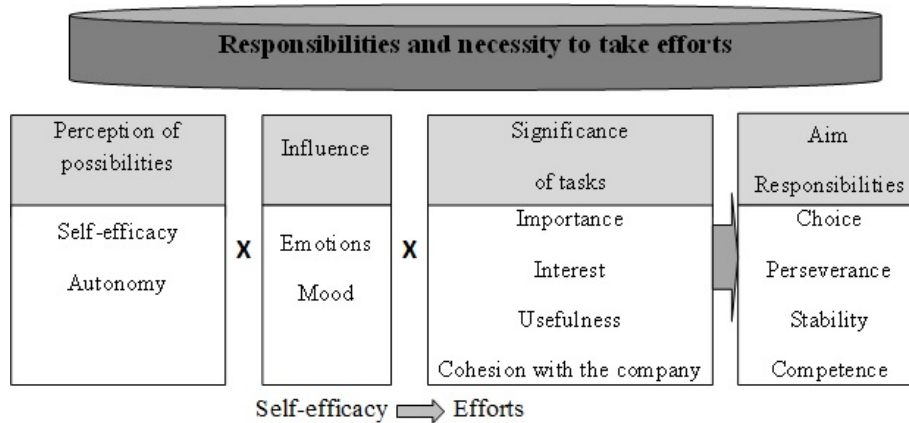 Responsibilities and necessity to take efforts
Perception of
possibilities
Self-efficacy
Autonomy
X
Influence
Emotions
Mood
X
Significance
of tasks
Importance
Interest
Usefulness
Cohesion with the company
Aim
Responsibilities
Choice
Perseverance
Stability
Competence
Self-efficacy Efforts